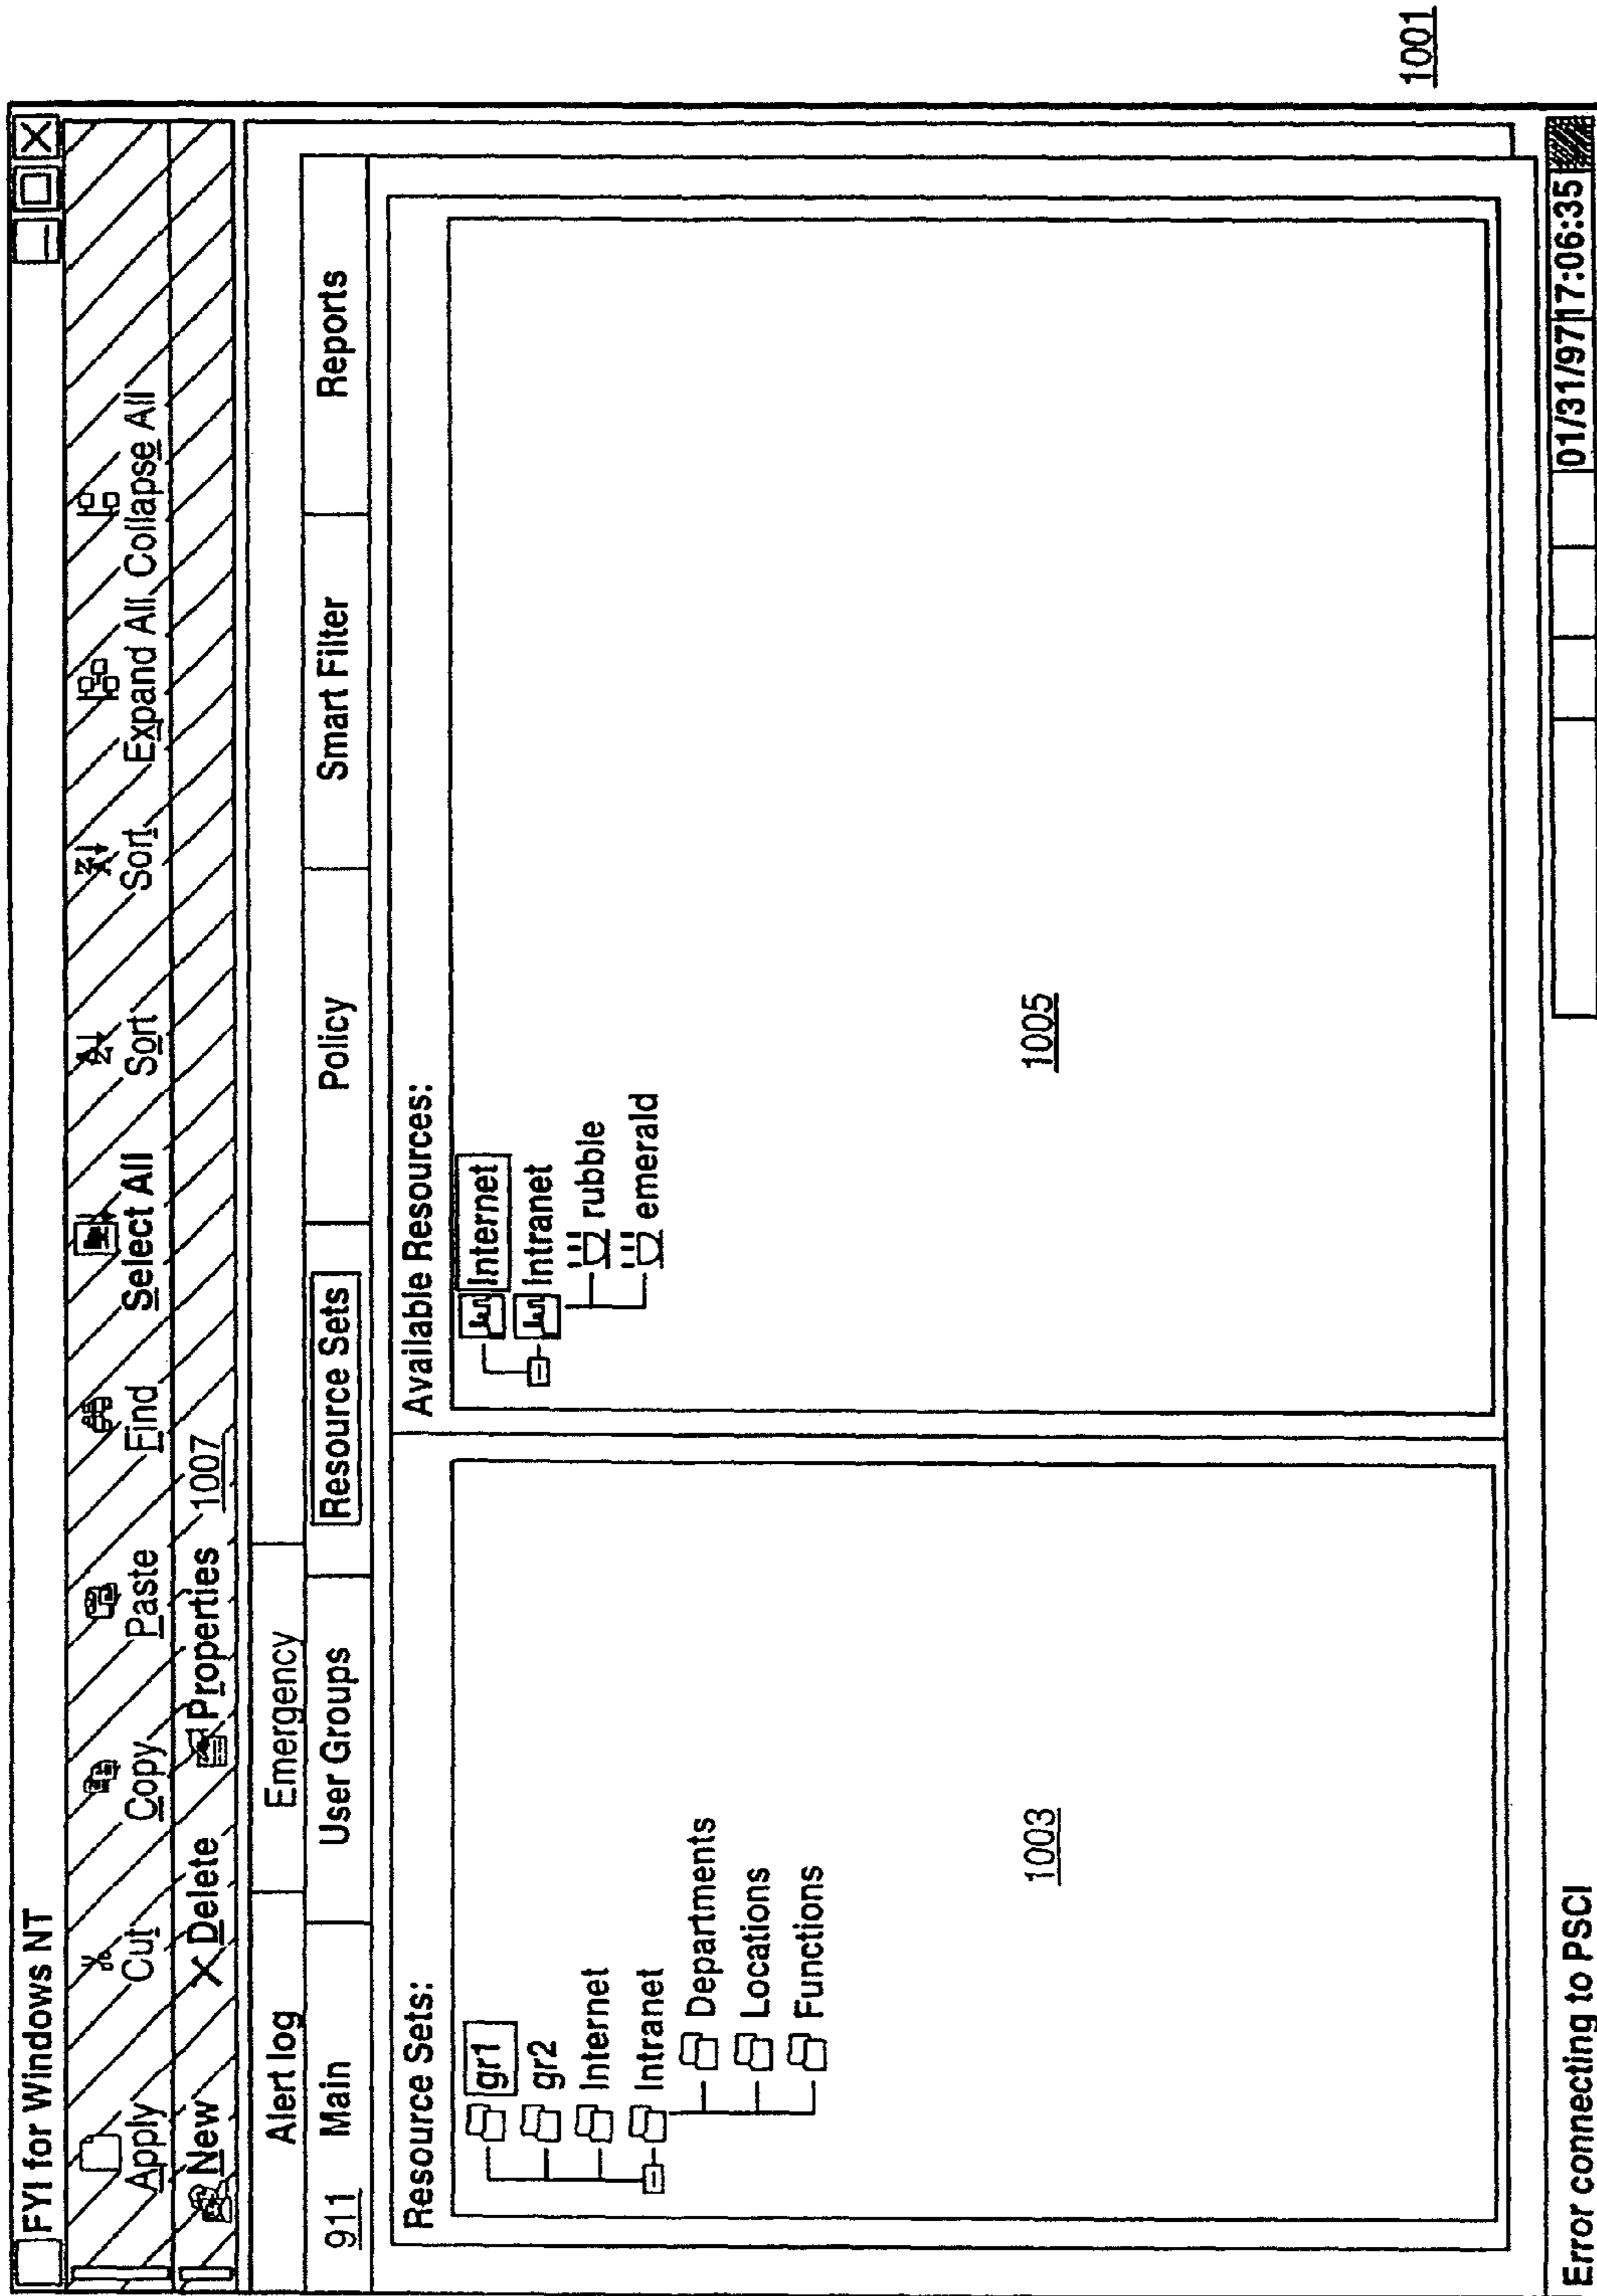 FYI for Windows NT
Apply Cut Copy Paste Find Select All Sort Sort Expand All Collapse All
New Delete Properties 1007
Alert log Emergency
911 Main User Groups Resource Sets Policy Smart Filter Reports
Resource Sets:
gr1
gr2
Internet
Intranet
Departments
Locations
Functions
1003
Available Resources:
Internet
Intranet
rubble
emerald
1005
Error connecting to PSCI 01/31/97 17:06:35
1001